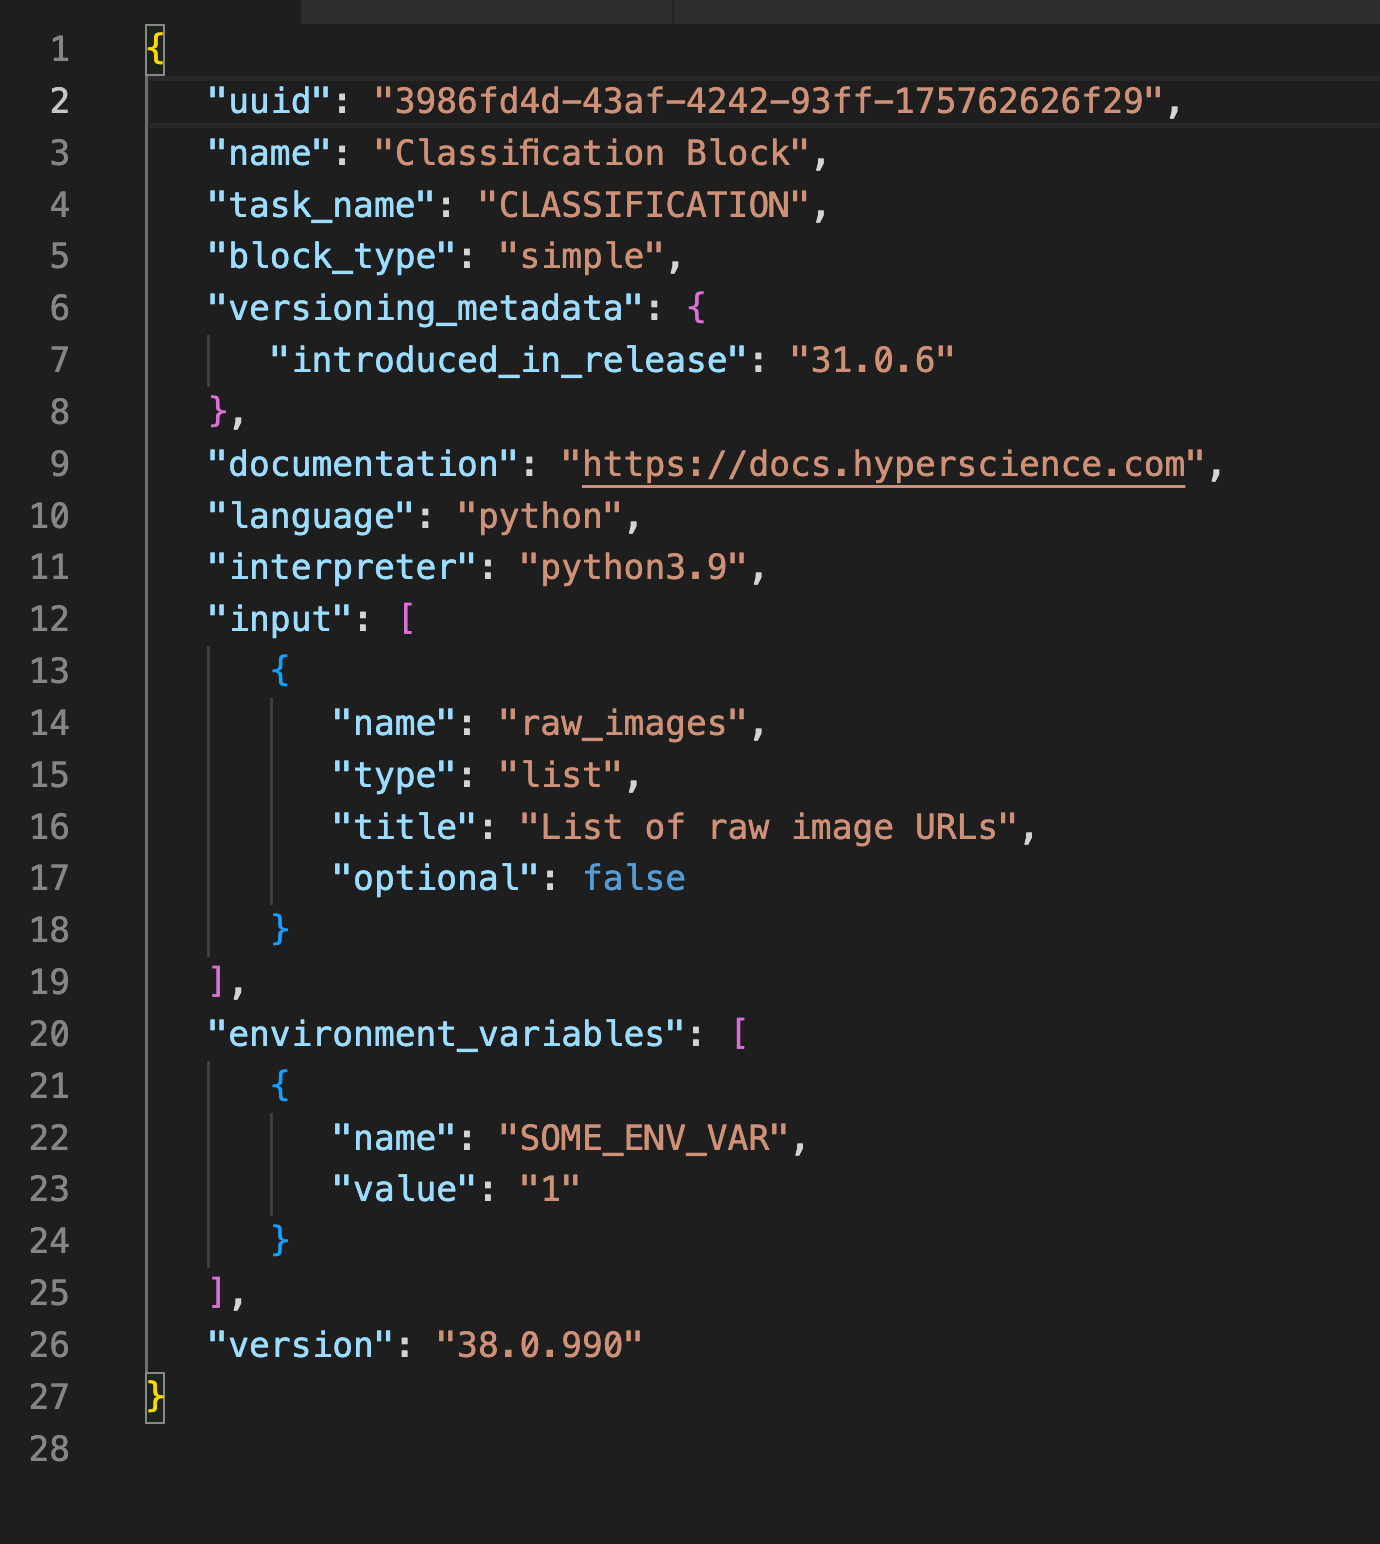 1 {
2 "uuid": "3986fd4d-43af-4242-93ff-175762626f29",
3 "name": "Classification Block",
4 "task_name": "CLASSIFICATION",
5 "block_type": "simple",
6 "versioning_metadata": {
7 "introduced_in_release": "31.0.6"
8 },
9 "documentation": "https://docs.hyperscience.com",
10 "language": "python",
11 "interpreter": "python3.9",
12 "input": [
13 {
14 "name": "raw_images",
15 "type": "list",
16 "title": "List of raw image URLs",
17 "optional": false
18 }
19 ],
20 "environment_variables": [
21 {
22 "name": "SOME_ENV_VAR",
23 "value": "1"
24 }
25 ],
26 "version": "38.0.990"
27 }
28